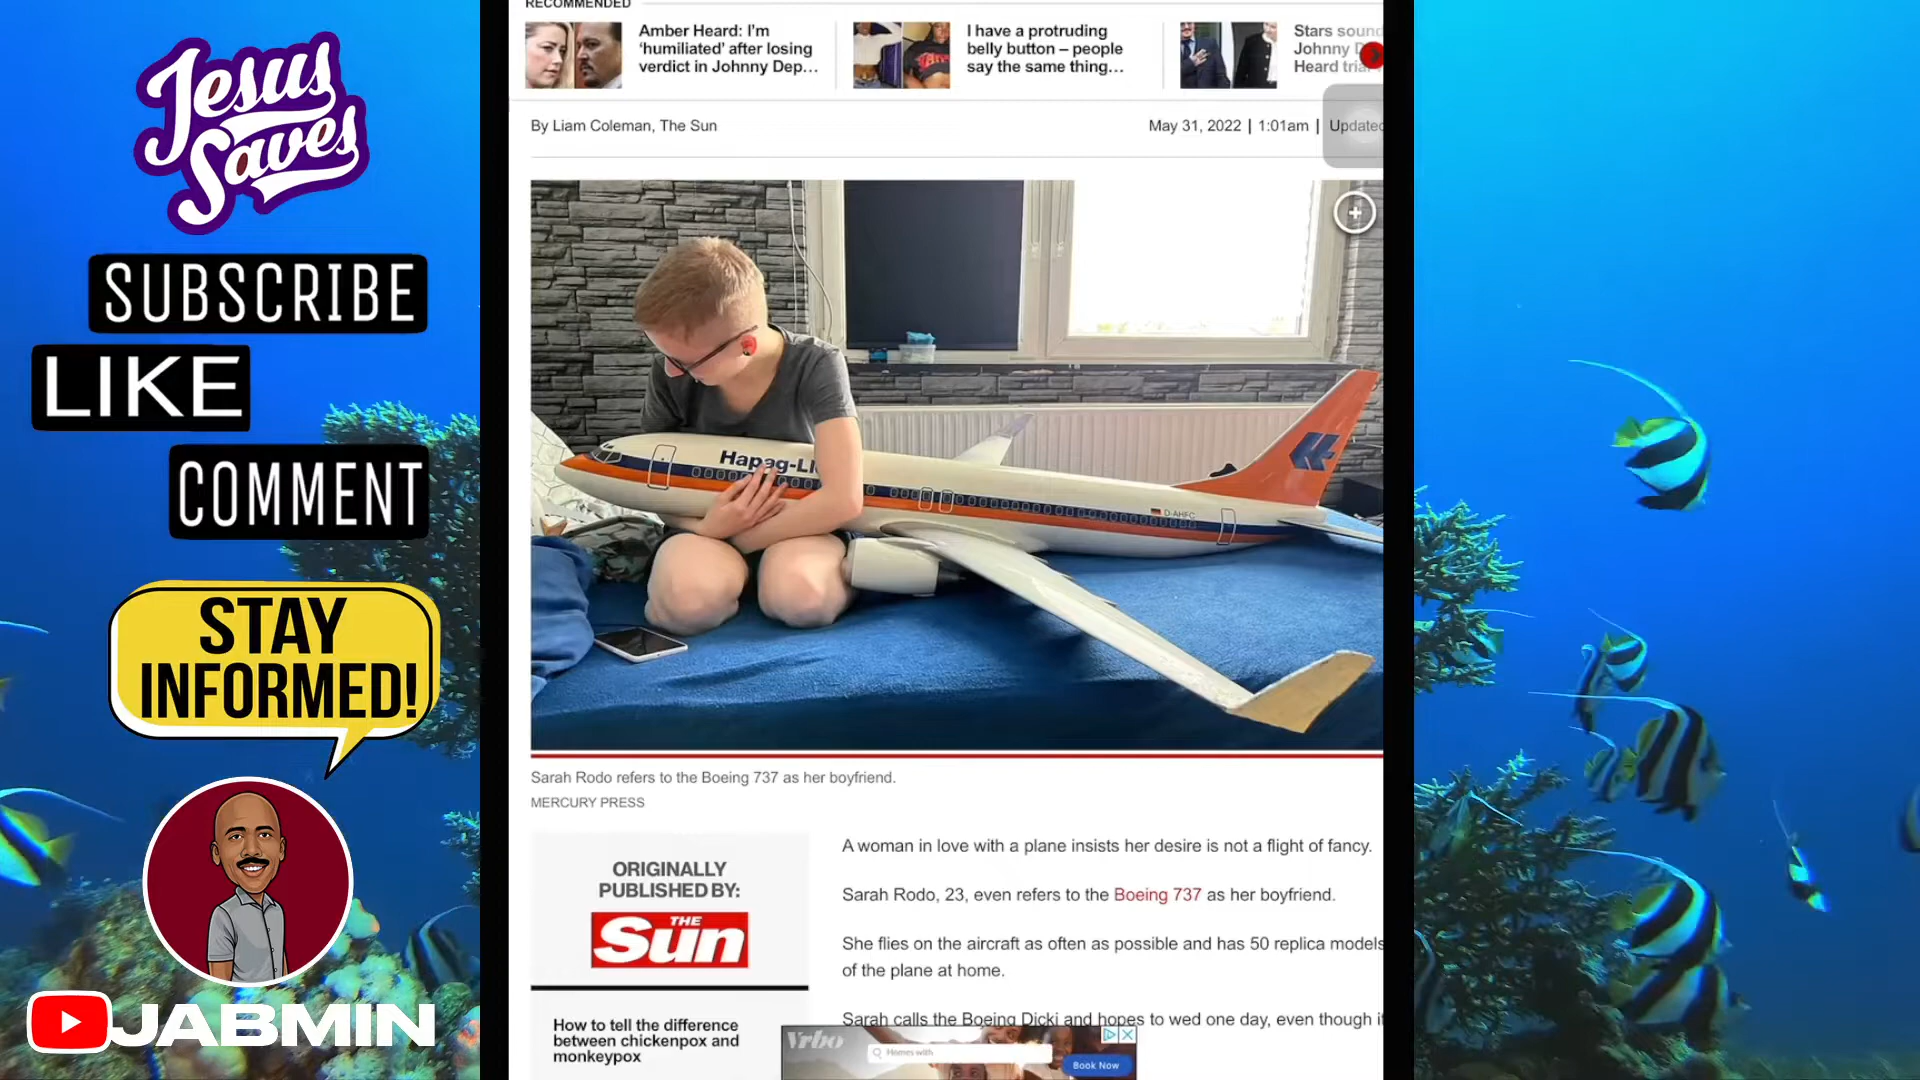 Jesus
Saves
SUBSCRIBE
LIKE
COMMENT
STAY
INFORMED!
JABMIN
RECOMMENDED
Amber Heard: I'm
‘humiliated’ after losing
verdict in Johnny Dep...
I have a protruding
belly button – people
say the same thing...
Stars soun
Johnny
Heard tria
By Liam Coleman, The Sun
May 31, 2022 | 1:01am | Updated
Hapag-Ll
D-AHFC
Sarah Rodo refers to the Boeing 737 as her boyfriend.
MERCURY PRESS
ORIGINALLY
PUBLISHED BY:
THE
Sun
How to tell the difference
between chickenpox and
monkeypox
A woman in love with a plane insists her desire is not a flight of fancy.
Sarah Rodo, 23, even refers to the Boeing 737 as her boyfriend.
She flies on the aircraft as often as possible and has 50 replica models
of the plane at home.
Sarah calls the Boeing Dicki and hopes to wed one day, even though i
Vrbo
Homes with
Book Now